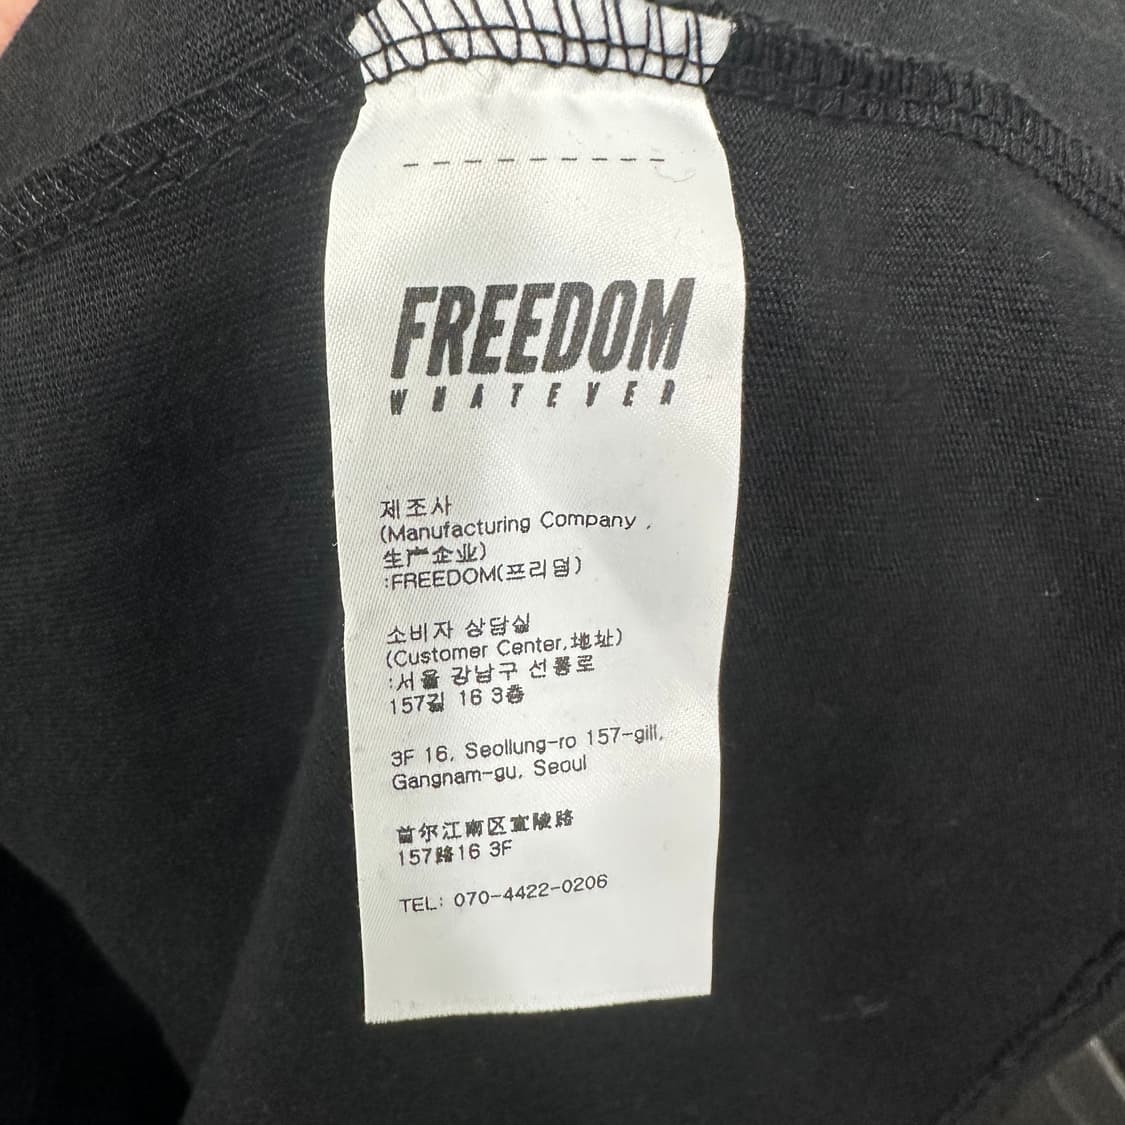 FREEDOM
WHATEVER
제조사
(Manufacturing Company ,
生产企业)
:FREEDOM(프리덤)
소비자 상담실
(Customer Center,地址)
:서울 강남구 선릉로
157길 16 3층
3F 16, Seollung-ro 157-gill,
Gangnam-gu, Seoul
首尔江南区宣陵路
157路16 3F
TEL: 070-4422-0206